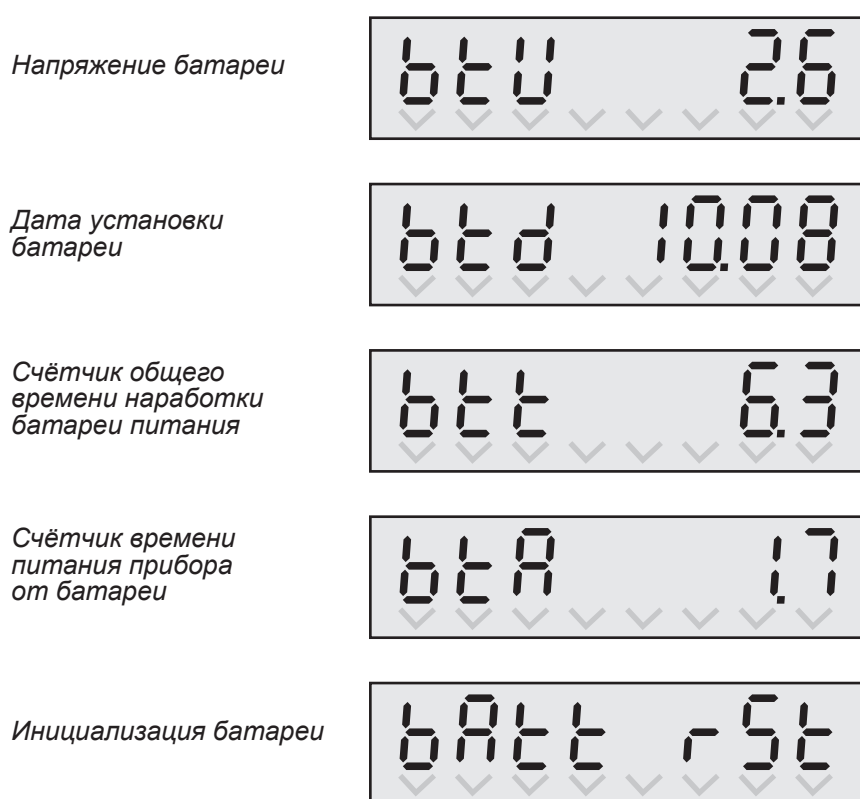 Напряжение батареи
btU 2.6
Дата установки
батареи
btd 10.08
Счётчик общего
времени наработки
батареи питания
btt 6.3
Счётчик времени
питания прибора
от батареи
btA 1.7
Инициализация батареи
bAtt rSt